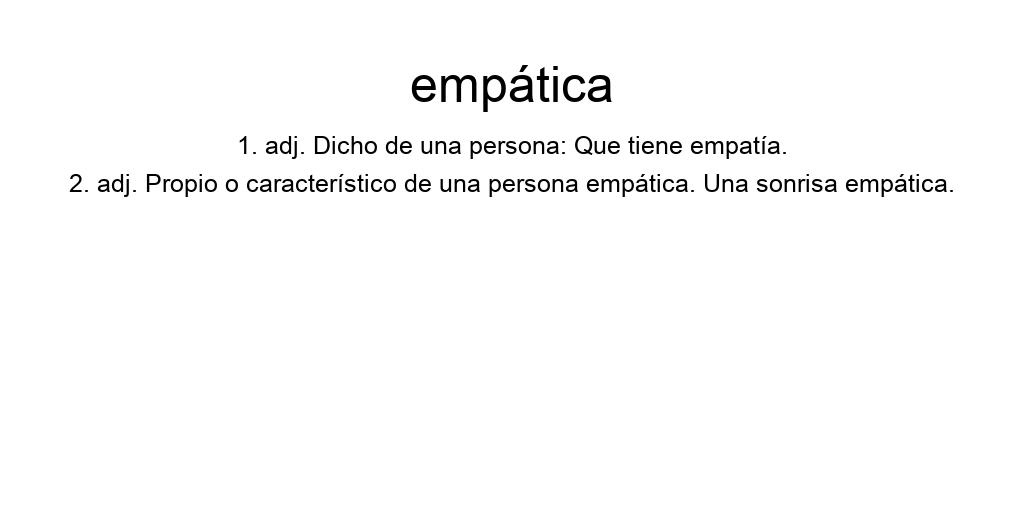 empática
1. adj. Dicho de una persona: Que tiene empatía.
2. adj. Propio o característico de una persona empática. Una sonrisa empática.